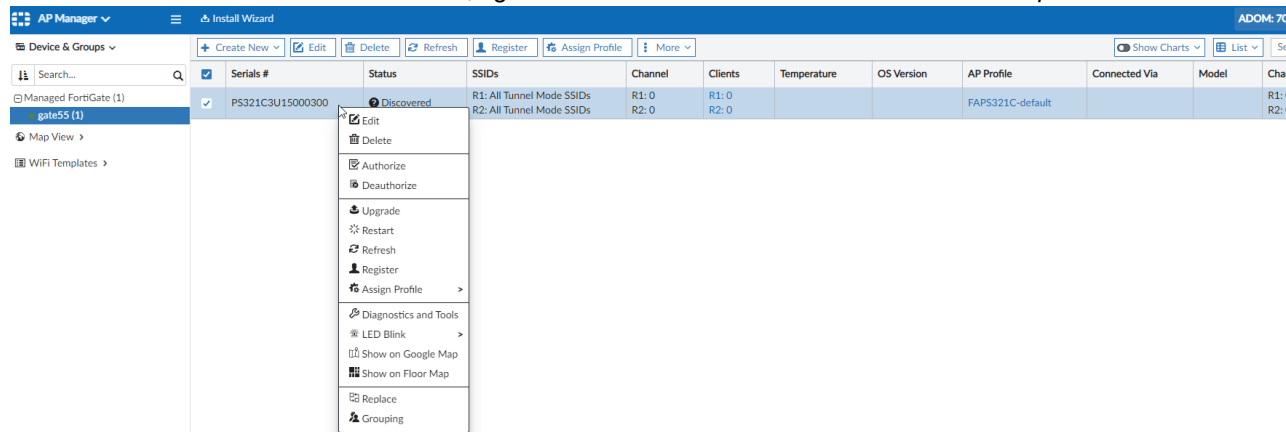 AP Manager
Install Wizard
ADOM: 70
Device & Groups
Create New
Edit
Delete
Refresh
Register
Assign Profile
More
Show Charts
List
Se
Search...
Serials #
Status
SSIDs
Channel
Clients
Temperature
OS Version
AP Profile
Connected Via
Model
Cha
Managed FortiGate (1)
gate55 (1)
Map View
WiFi Templates
PS321C3U15000300
Discovered
R1: All Tunnel Mode SSIDs
R2: All Tunnel Mode SSIDs
R1: 0
R2: 0
R1: 0
R2: 0
FAPS321C-default
R1:
R2:
Edit
Delete
Authorize
Deauthorize
Upgrade
Restart
Refresh
Register
Assign Profile >
Diagnostics and Tools
LED Blink >
Show on Google Map
Show on Floor Map
Replace
Grouping